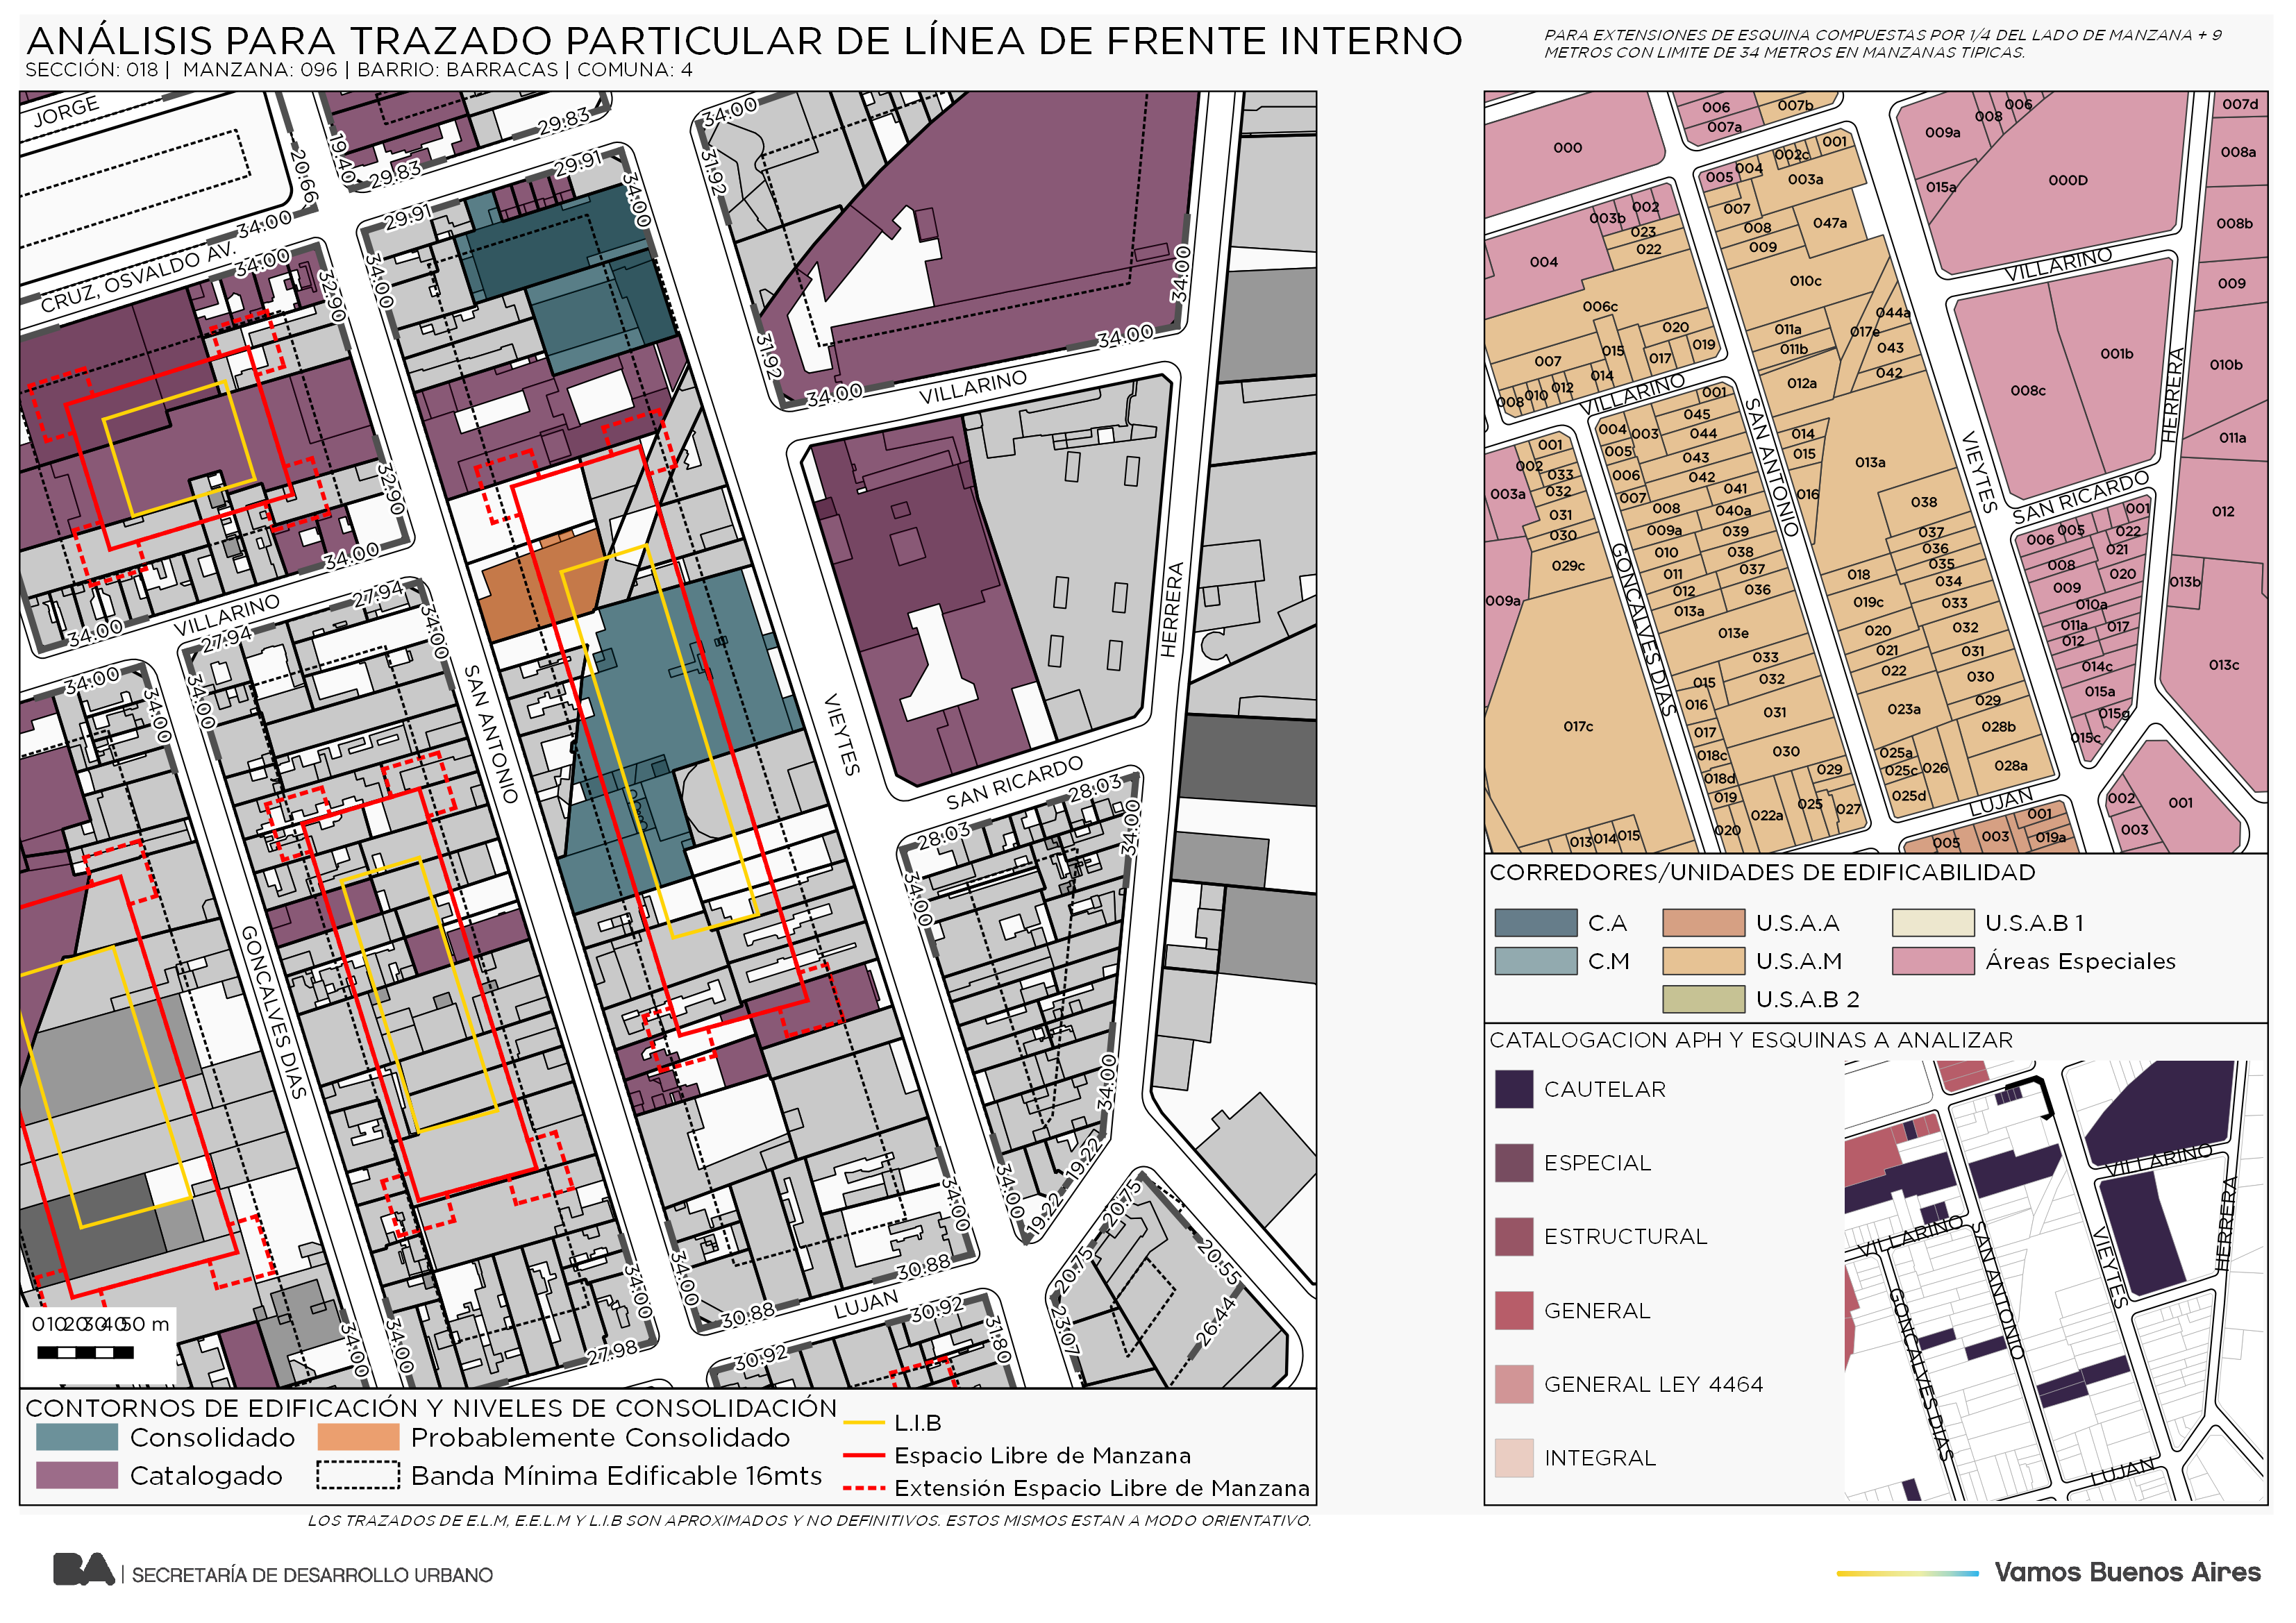 ANÁLISIS PARA TRAZADO PARTICULAR DE LÍNEA DE FRENTE INTERNO
SECCIÓN: 018 | MANZANA: 096 | BARRIO: BARRACAS | COMUNA: 4
PARA EXTENSIONES DE ESQUINA COMPUESTAS POR 1/4 DEL LADO DE MANZANA + 9
METROS CON LIMITE DE 34 METROS EN MANZANAS TIPICAS.
JORGE
20.66
19.40
29.83
29.83
34.00
31.92
29.91
29.91
34.00
34.00
34.00
CRUZ, OSVALDO AV.
34.00
32.90
34.00
31.92
34.00
34.00
VILLARINO
32.90
34.00
VILLARINO
34.00
27.94
27.94
34.00
34.00
34.00
34.00
SAN ANTONIO
VIEYTES
HERRERA
SAN RICARDO
28.03
28.03
34.00
34.00
GONCALVES DIAS
34.00
34.00
19.22
19.22
34.00
20.75
20.75
20.55
26.44
23.07
30.88
30.88
LUJAN
34.00
34.00
27.98
30.92
30.92
31.80
34.00
34.00
01020304050 m
CONTORNOS DE EDIFICACIÓN Y NIVELES DE CONSOLIDACIÓN
Consolidado
Probablemente Consolidado
Catalogado
Banda Mínima Edificable 16mts
L.I.B
Espacio Libre de Manzana
Extensión Espacio Libre de Manzana
LOS TRAZADOS DE E.L.M, E.E.L.M Y L.I.B SON APROXIMADOS Y NO DEFINITIVOS. ESTOS MISMOS ESTAN A MODO ORIENTATIVO.
000
006
007a
007b
009a
008
006
007d
008a
000D
015a
008b
009
010b
011a
012
013b
013c
005
004
002c
001
003a
007
008
009
047a
010c
011a
011b
017e
044a
043
042
012a
002
003b
023
022
004
006c
020
019
017
015
014
007
012
010
008
VILLARINO
VILLARINO
HERRERA
008c
001b
SAN RICARDO
VIEYTES
SAN ANTONIO
GONCALVES DIAS
001
045
044
004
003
005
043
006
042
007
041
008
040a
009a
039
010
038
011
037
012
036
013a
013e
033
032
015
016
031
017
018c
030
018d
029
019
022a
025
027
020
001
002
033
032
003a
031
030
029c
009a
017c
013
014
015
014
015
016
013a
038
037
036
035
034
018
019c
033
020
032
021
031
022
030
029
023a
028b
025a
025c
026
028a
025d
LUJAN
001
005
006
022
021
008
009
020
010a
011a
017
012
014c
015a
015g
015c
002
001
003
001
003
005
019a
CORREDORES/UNIDADES DE EDIFICABILIDAD
C.A
U.S.A.A
U.S.A.B 1
C.M
U.S.A.M
Áreas Especiales
U.S.A.B 2
CATALOGACION APH Y ESQUINAS A ANALIZAR
CAUTELAR
ESPECIAL
ESTRUCTURAL
GENERAL
GENERAL LEY 4464
INTEGRAL
VILLARINO
VILLARINO
HERRERA
VIEYTES
SAN ANTONIO
GONCALVES DIAS
LUJAN
BA | SECRETARÍA DE DESARROLLO URBANO
Vamos Buenos Aires